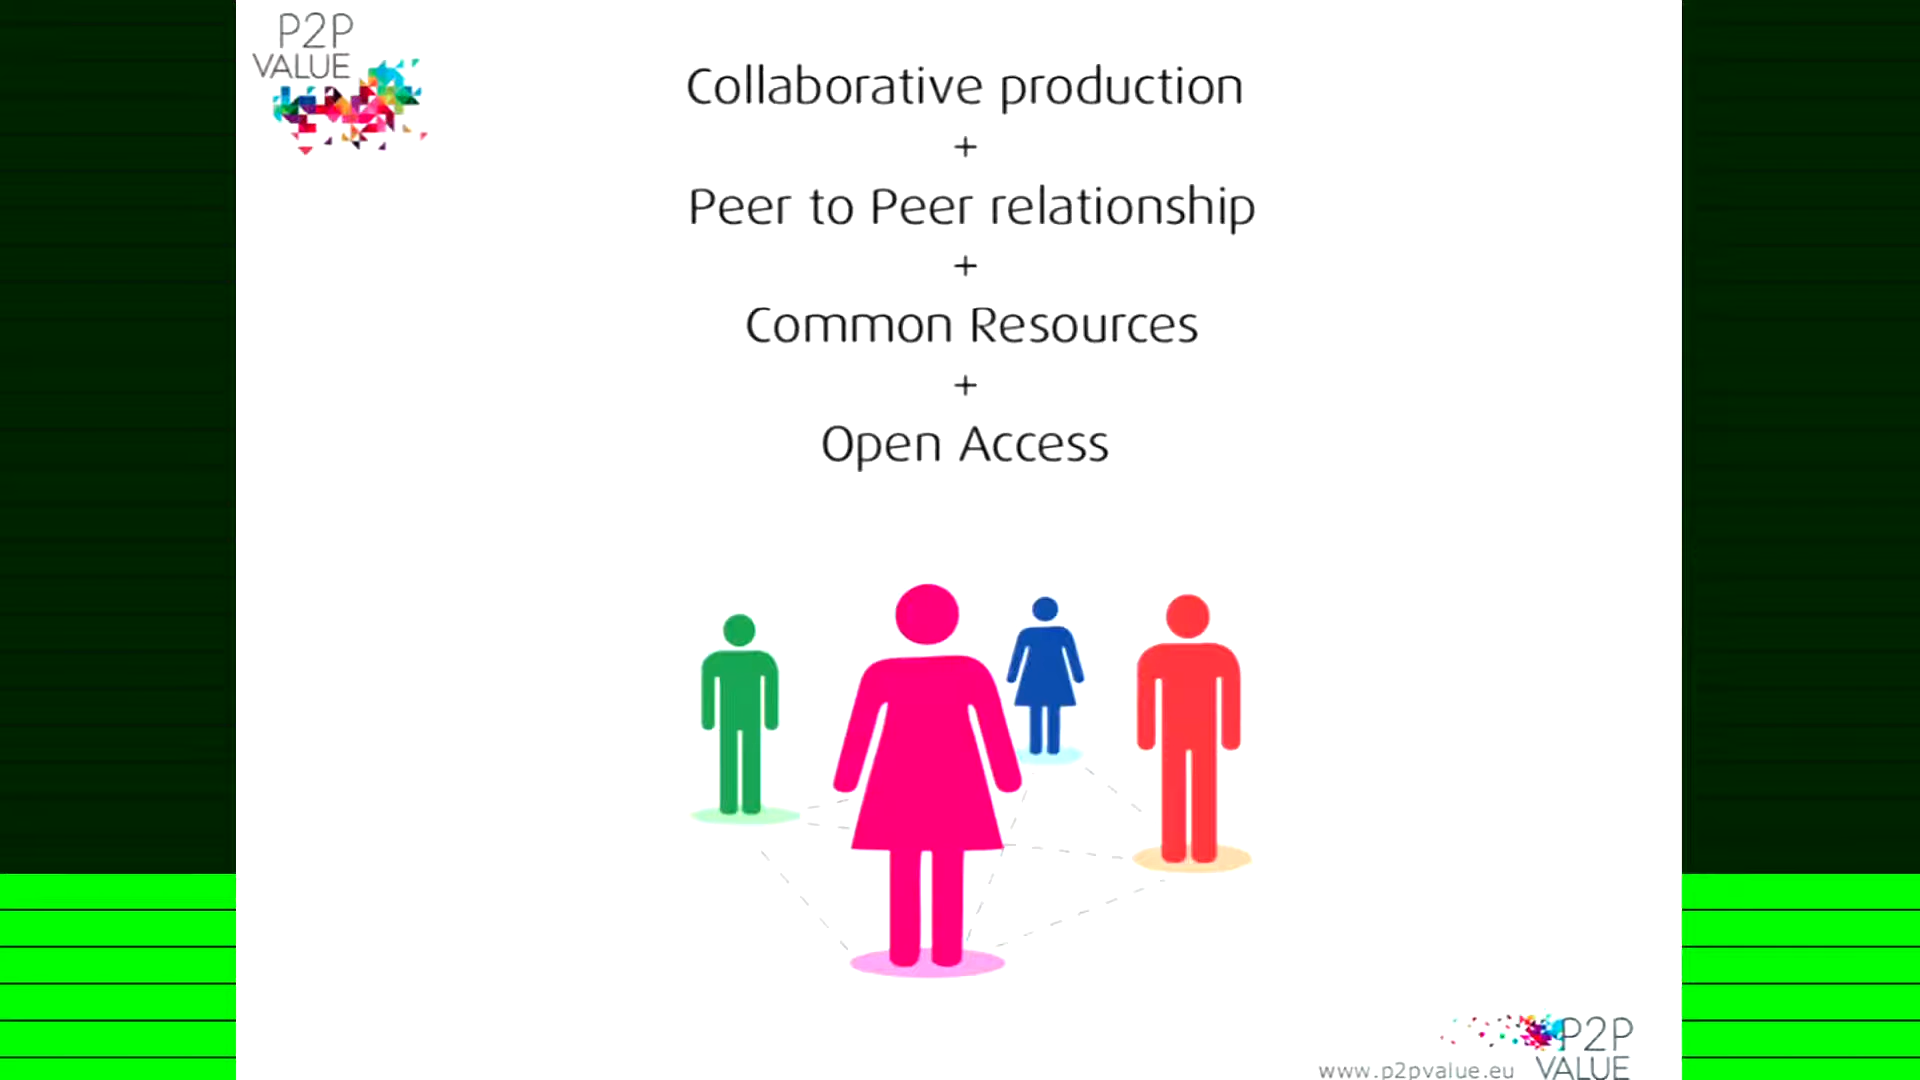 P2P
VALUE
Collaborative production
+
Peer to Peer relationship
+
Common Resources
+
Open Access
P2P
VALUE
www.p2pvalue.eu